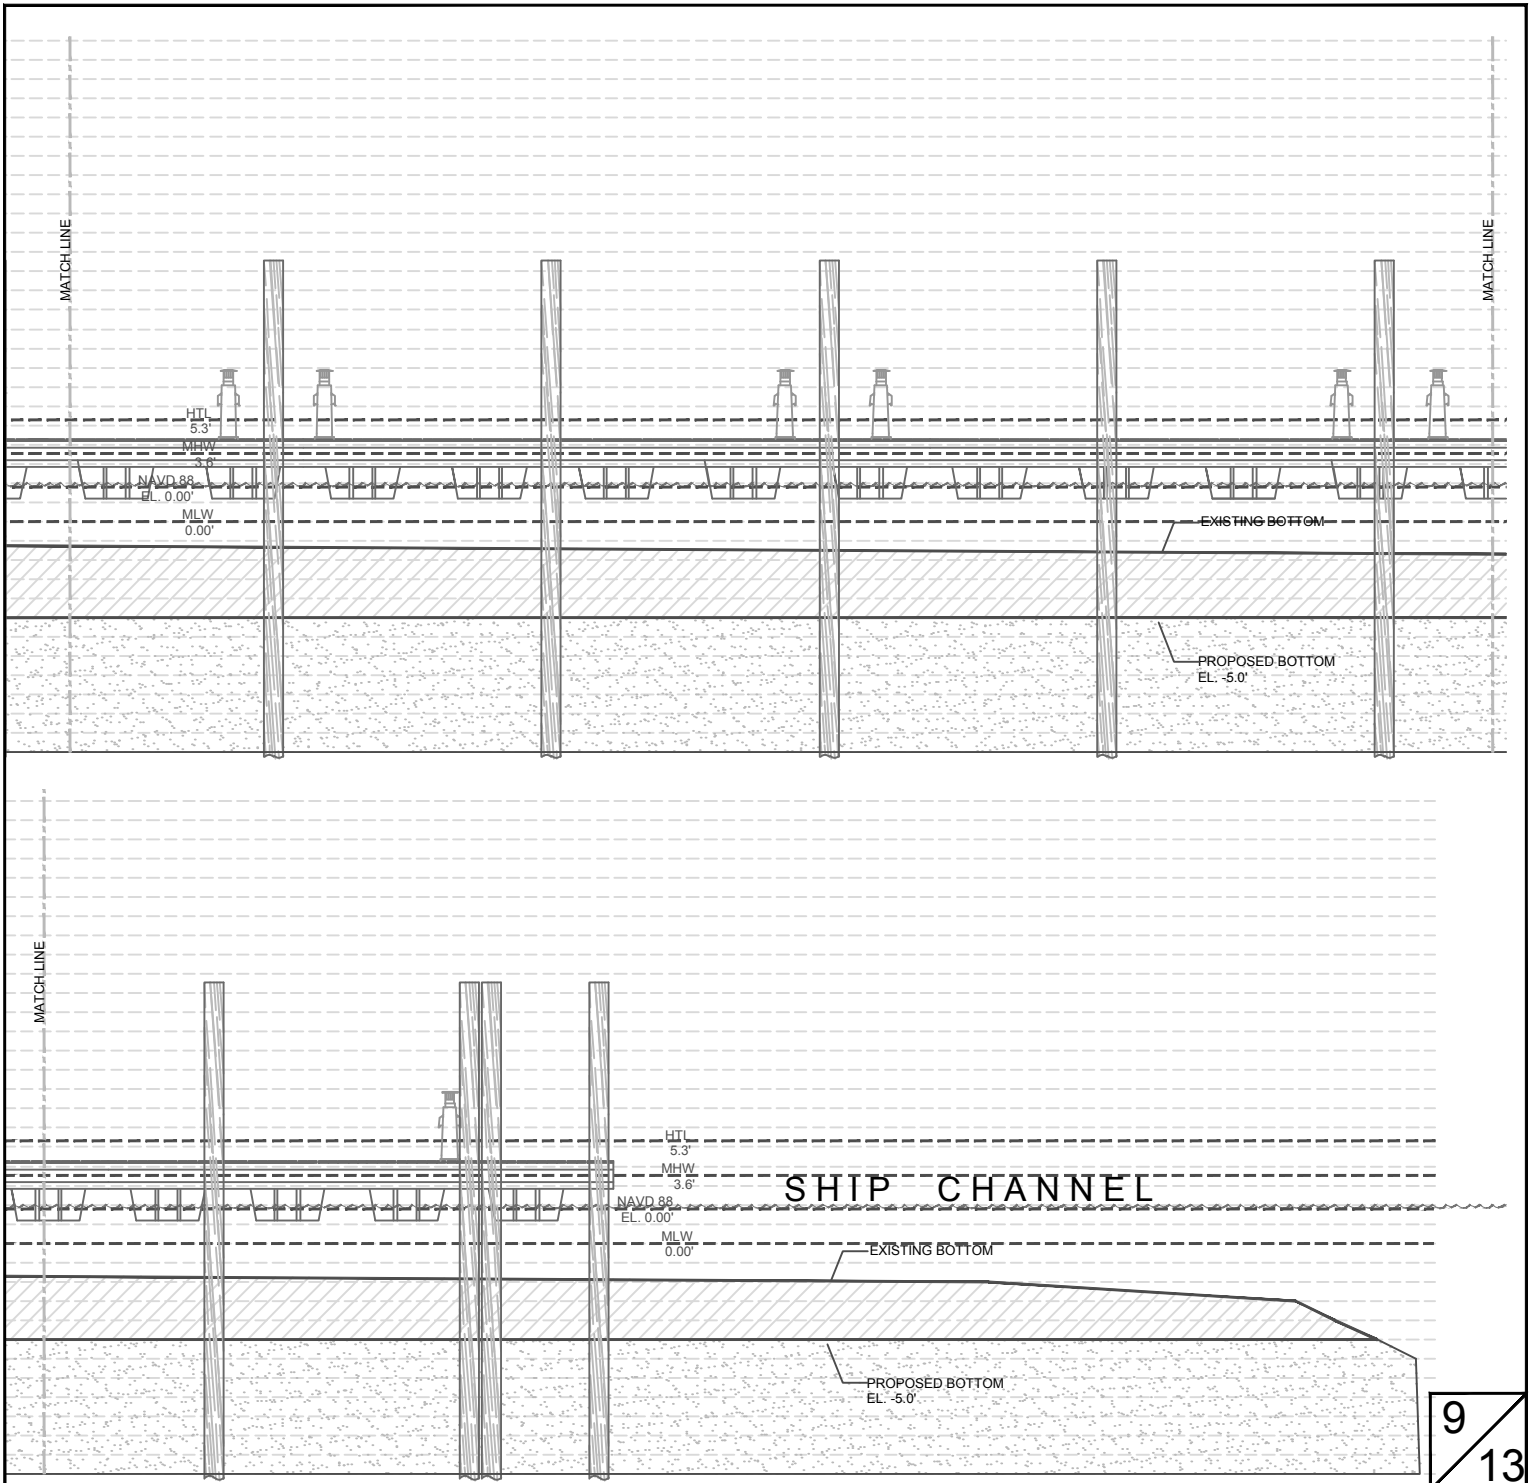 MATCH LINE
MATCH LINE
HTL
5.3'
MHW
3.6'
NAVD 88
EL. 0.00'
MLW
0.00'
EXISTING BOTTOM
PROPOSED BOTTOM
EL. -5.0'
MATCH LINE
HTL
5.3'
MHW
3.6'
SHIP CHANNEL
NAVD 88
EL. 0.00'
MLW
0.00'
EXISTING BOTTOM
PROPOSED BOTTOM
EL. -5.0'
9
13